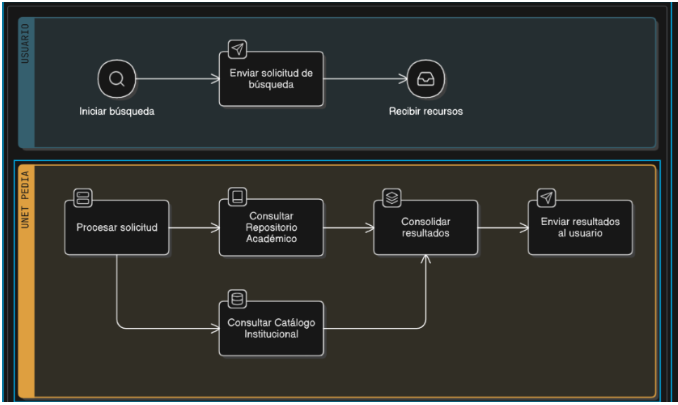 USUARIO
Enviar solicitud de
búsqueda
Iniciar búsqueda
Recibir recursos
UNET PEDIA
Procesar solicitud
Consultar
Repositorio
Académico
Consolidar
resultados
Enviar resultados
al usuario
Consultar Catálogo
Institucional